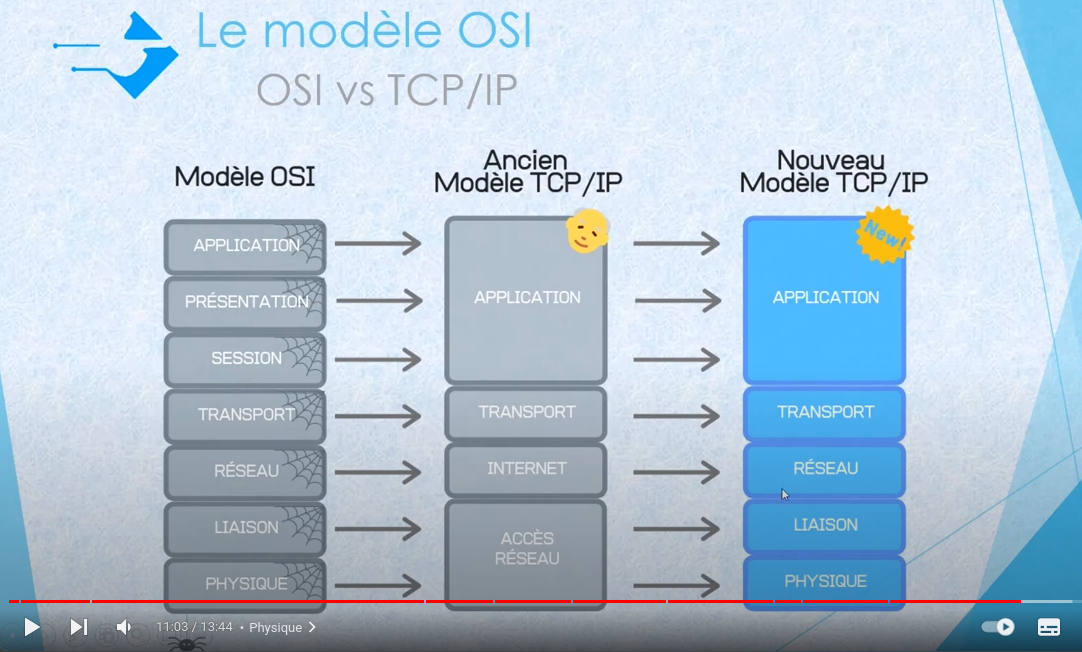 Le modèle OSI
OSI vs TCP/IP
Modèle OSI
Ancien
Modèle TCP/IP
Nouveau
Modèle TCP/IP
New!
APPLICATION
PRÉSENTATION
SESSION
TRANSPORT
RÉSEAU
LIAISON
PHYSIQUE
APPLICATION
TRANSPORT
INTERNET
ACCÈS
RÉSEAU
APPLICATION
TRANSPORT
RÉSEAU
LIAISON
PHYSIQUE
11:03 / 13:44 • Physique